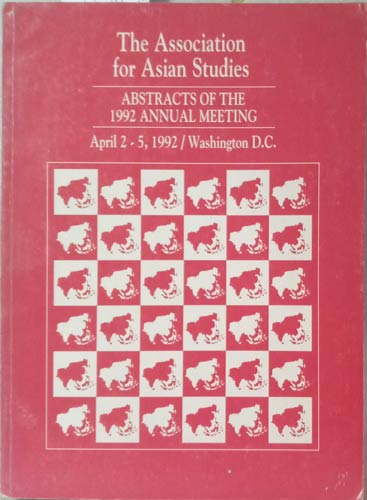 The Association
for Asian Studies
ABSTRACTS OF THE
1992 ANNUAL MEETING
April 2 - 5, 1992 / Washington D.C.